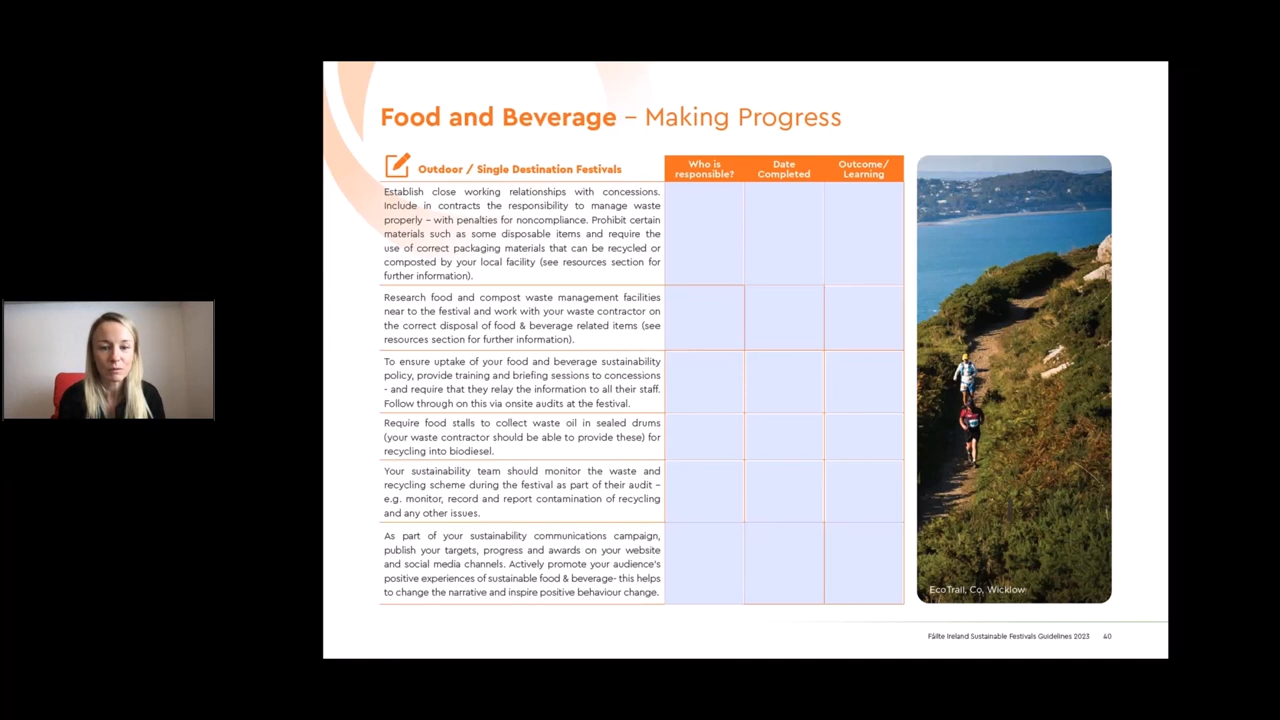 Food and Beverage – Making Progress
Outdoor / Single Destination Festivals
Who is
responsible?
Date
Completed
Outcome/
Learning
Establish close working relationships with concessions.
Include in contracts the responsibility to manage waste
properly – with penalties for noncompliance. Prohibit certain
materials such as some disposable items and require the
use of correct packaging materials that can be recycled or
composted by your local facility (see resources section for
further information).
Research food and compost waste management facilities
near to the festival and work with your waste contractor on
the correct disposal of food & beverage related items (see
resources section for further information).
To ensure uptake of your food and beverage sustainability
policy, provide training and briefing sessions to concessions
- and require that they relay the information to all their staff.
Follow through on this via onsite audits at the festival.
Require food stalls to collect waste oil in sealed drums
(your waste contractor should be able to provide these) for
recycling into biodiesel.
Your sustainability team should monitor the waste and
recycling scheme during the festival as part of their audit –
e.g. monitor, record and report contamination of recycling
and any other issues.
As part of your sustainability communications campaign,
publish your targets, progress and awards on your website
and social media channels. Actively promote your audience's
positive experiences of sustainable food & beverage- this helps
to change the narrative and inspire positive behaviour change.
EcoTrail, Co, Wicklow
Fáilte Ireland Sustainable Festivals Guidelines 2023 40